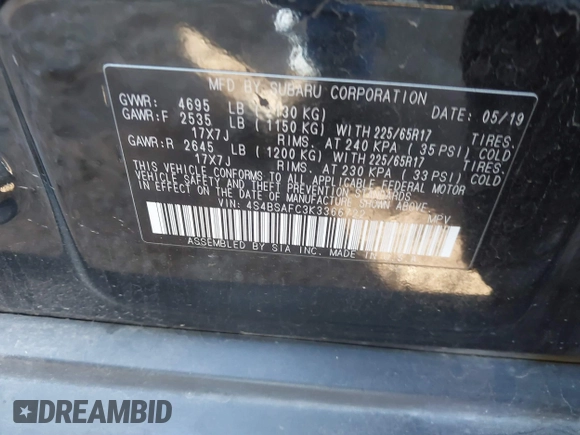 MFD BY SUBARU CORPORATION
GVWR: 4695 LB ( 130 KG) DATE: 05/19
GAWR:F 2535 LB ( 1150 KG) WITH 225/65R17 TIRES.
17X7J RIMS. AT 240 KPA ( 35 PSI) COLD
GAWR:R 2645 LB ( 1200 KG) WITH 225/65R17 TIRES.
17X7J RIMS. AT 230 KPA ( 33 PSI) COLD
THIS VEHICLE CONFORMS TO ALL APPLICABLE FEDERAL MOTOR
VEHICLE SAFETY AND THEFT PREVENTION STANDARDS
IN EFFECT ON THE DATE OF MANUFACTURE SHOWN ABOVE.
VIN: MPV
ASSEMBLED BY SIA INC. MADE IN
DREAMBID